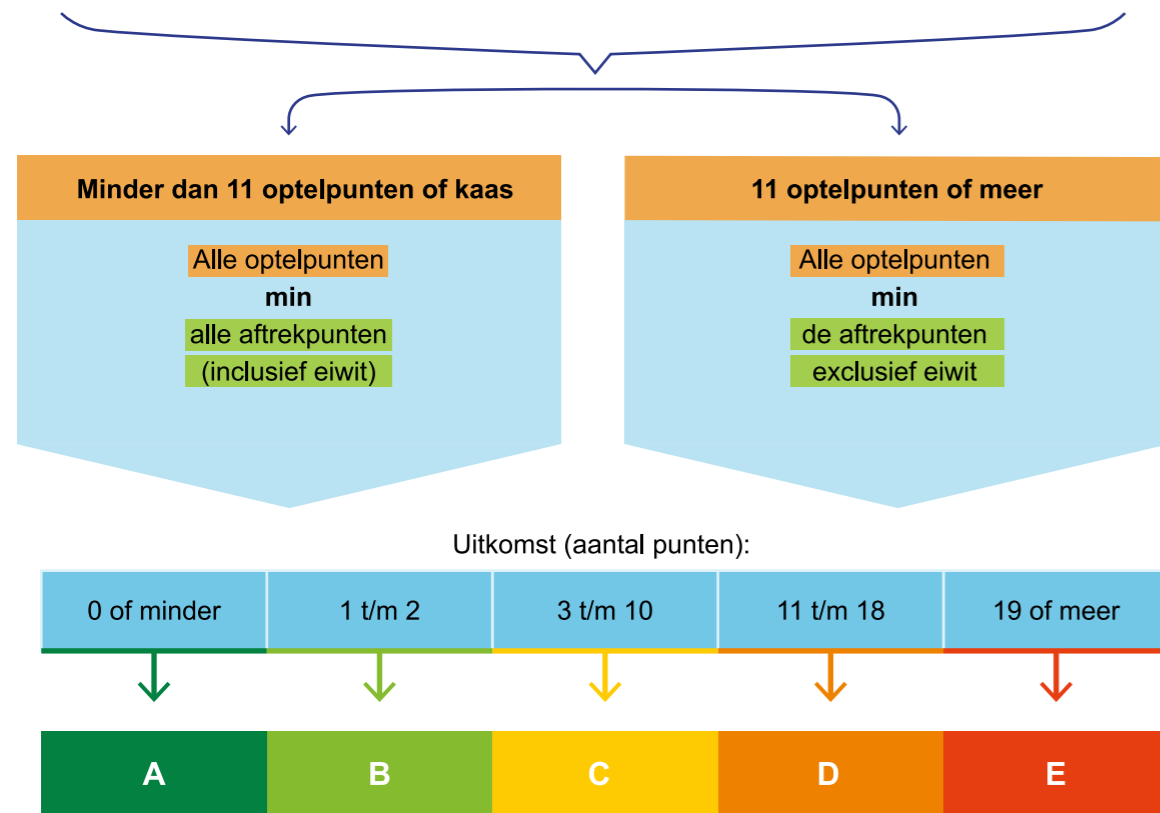 Minder dan 11 optelpunten of kaas
Alle optelpunten
min
alle aftrekpunten
(inclusief eiwit)
11 optelpunten of meer
Alle optelpunten
min
de aftrekpunten
exclusief eiwit
Uitkomst (aantal punten):
0 of minder
1 t/m 2
3 t/m 10
11 t/m 18
19 of meer
A
B
C
D
E